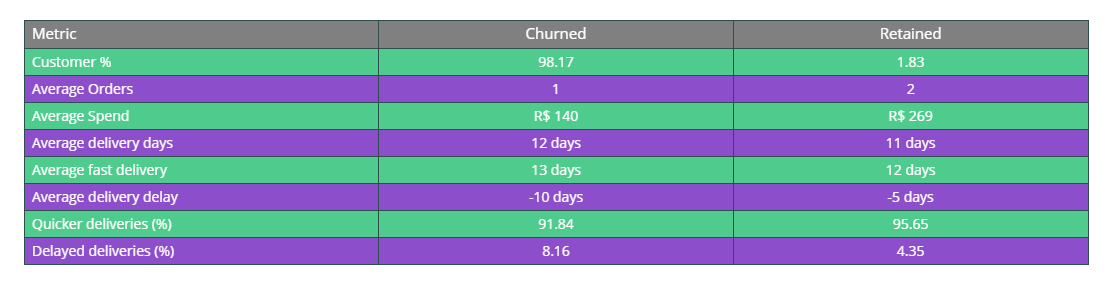 Metric Churned Retained
Customer % 98.17 1.83
Average Orders 1 2
Average Spend R$ 140 R$ 269
Average delivery days 12 days 11 days
Average fast delivery 13 days 12 days
Average delivery delay -10 days -5 days
Quicker deliveries (%) 91.84 95.65
Delayed deliveries (%) 8.16 4.35